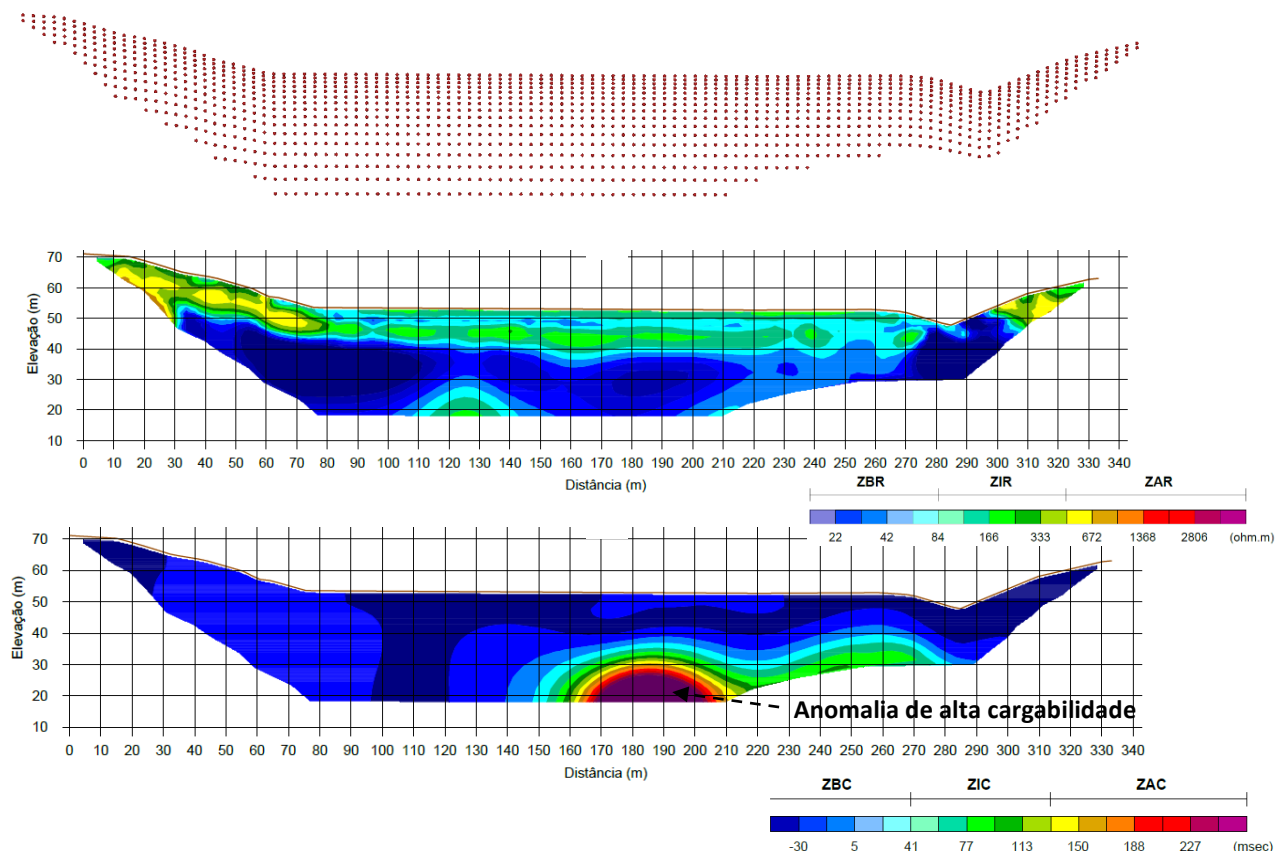 70
60
50
40
30
20
10
Elevação (m)
0 10 20 30 40 50 60 70 80 90 100 110 120 130 140 150 160 170 180 190 200 210 220 230 240 250 260 270 280 290 300 310 320 330 340
Distância (m)
ZBR ZIR ZAR
22 42 84 166 333 672 1368 2806 (ohm.m)
70
60
50
40
30
20
10
Elevação (m)
Anomalia de alta cargabilidade
0 10 20 30 40 50 60 70 80 90 100 110 120 130 140 150 160 170 180 190 200 210 220 230 240 250 260 270 280 290 300 310 320 330 340
Distância (m)
ZBC ZIC ZAC
-30 5 41 77 113 150 188 227 (msec)